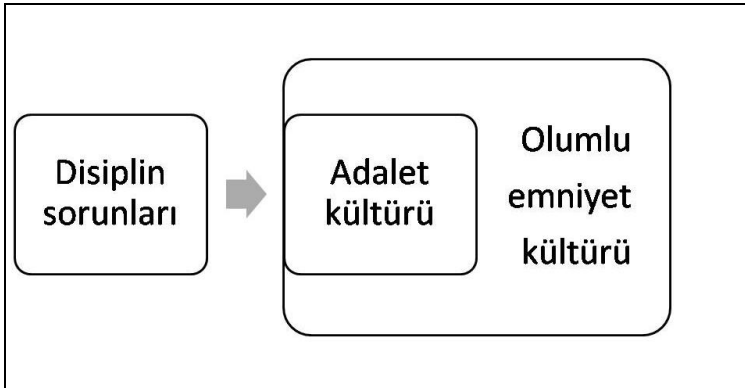 Disiplin
sorunları
Adalet
kültürü
Olumlu
emniyet
kültürü